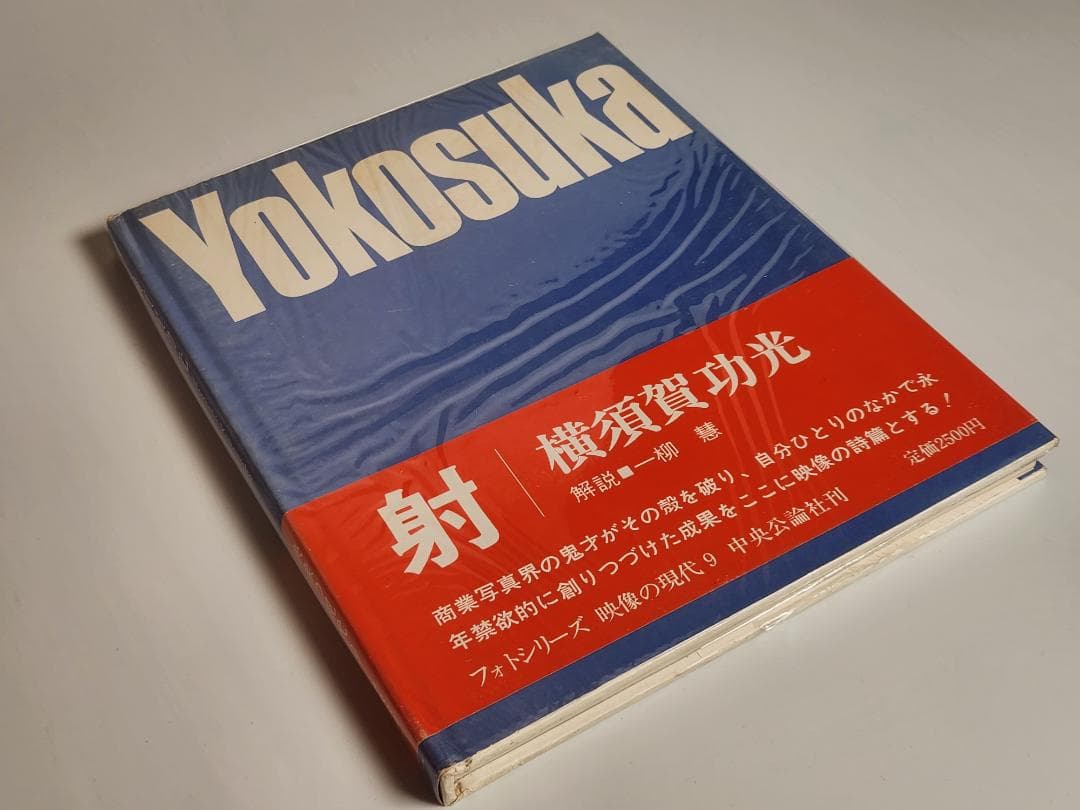 Yokosuka
射
横須賀功光
解説■一柳 慧
商業写真界の鬼才がその殻を破り、自分ひとりのなかで永
年禁欲的に創りつづけた成果をここに映像の詩篇とする!
フォトシリーズ 映像の現代9 中央公論社刊
定価2500円